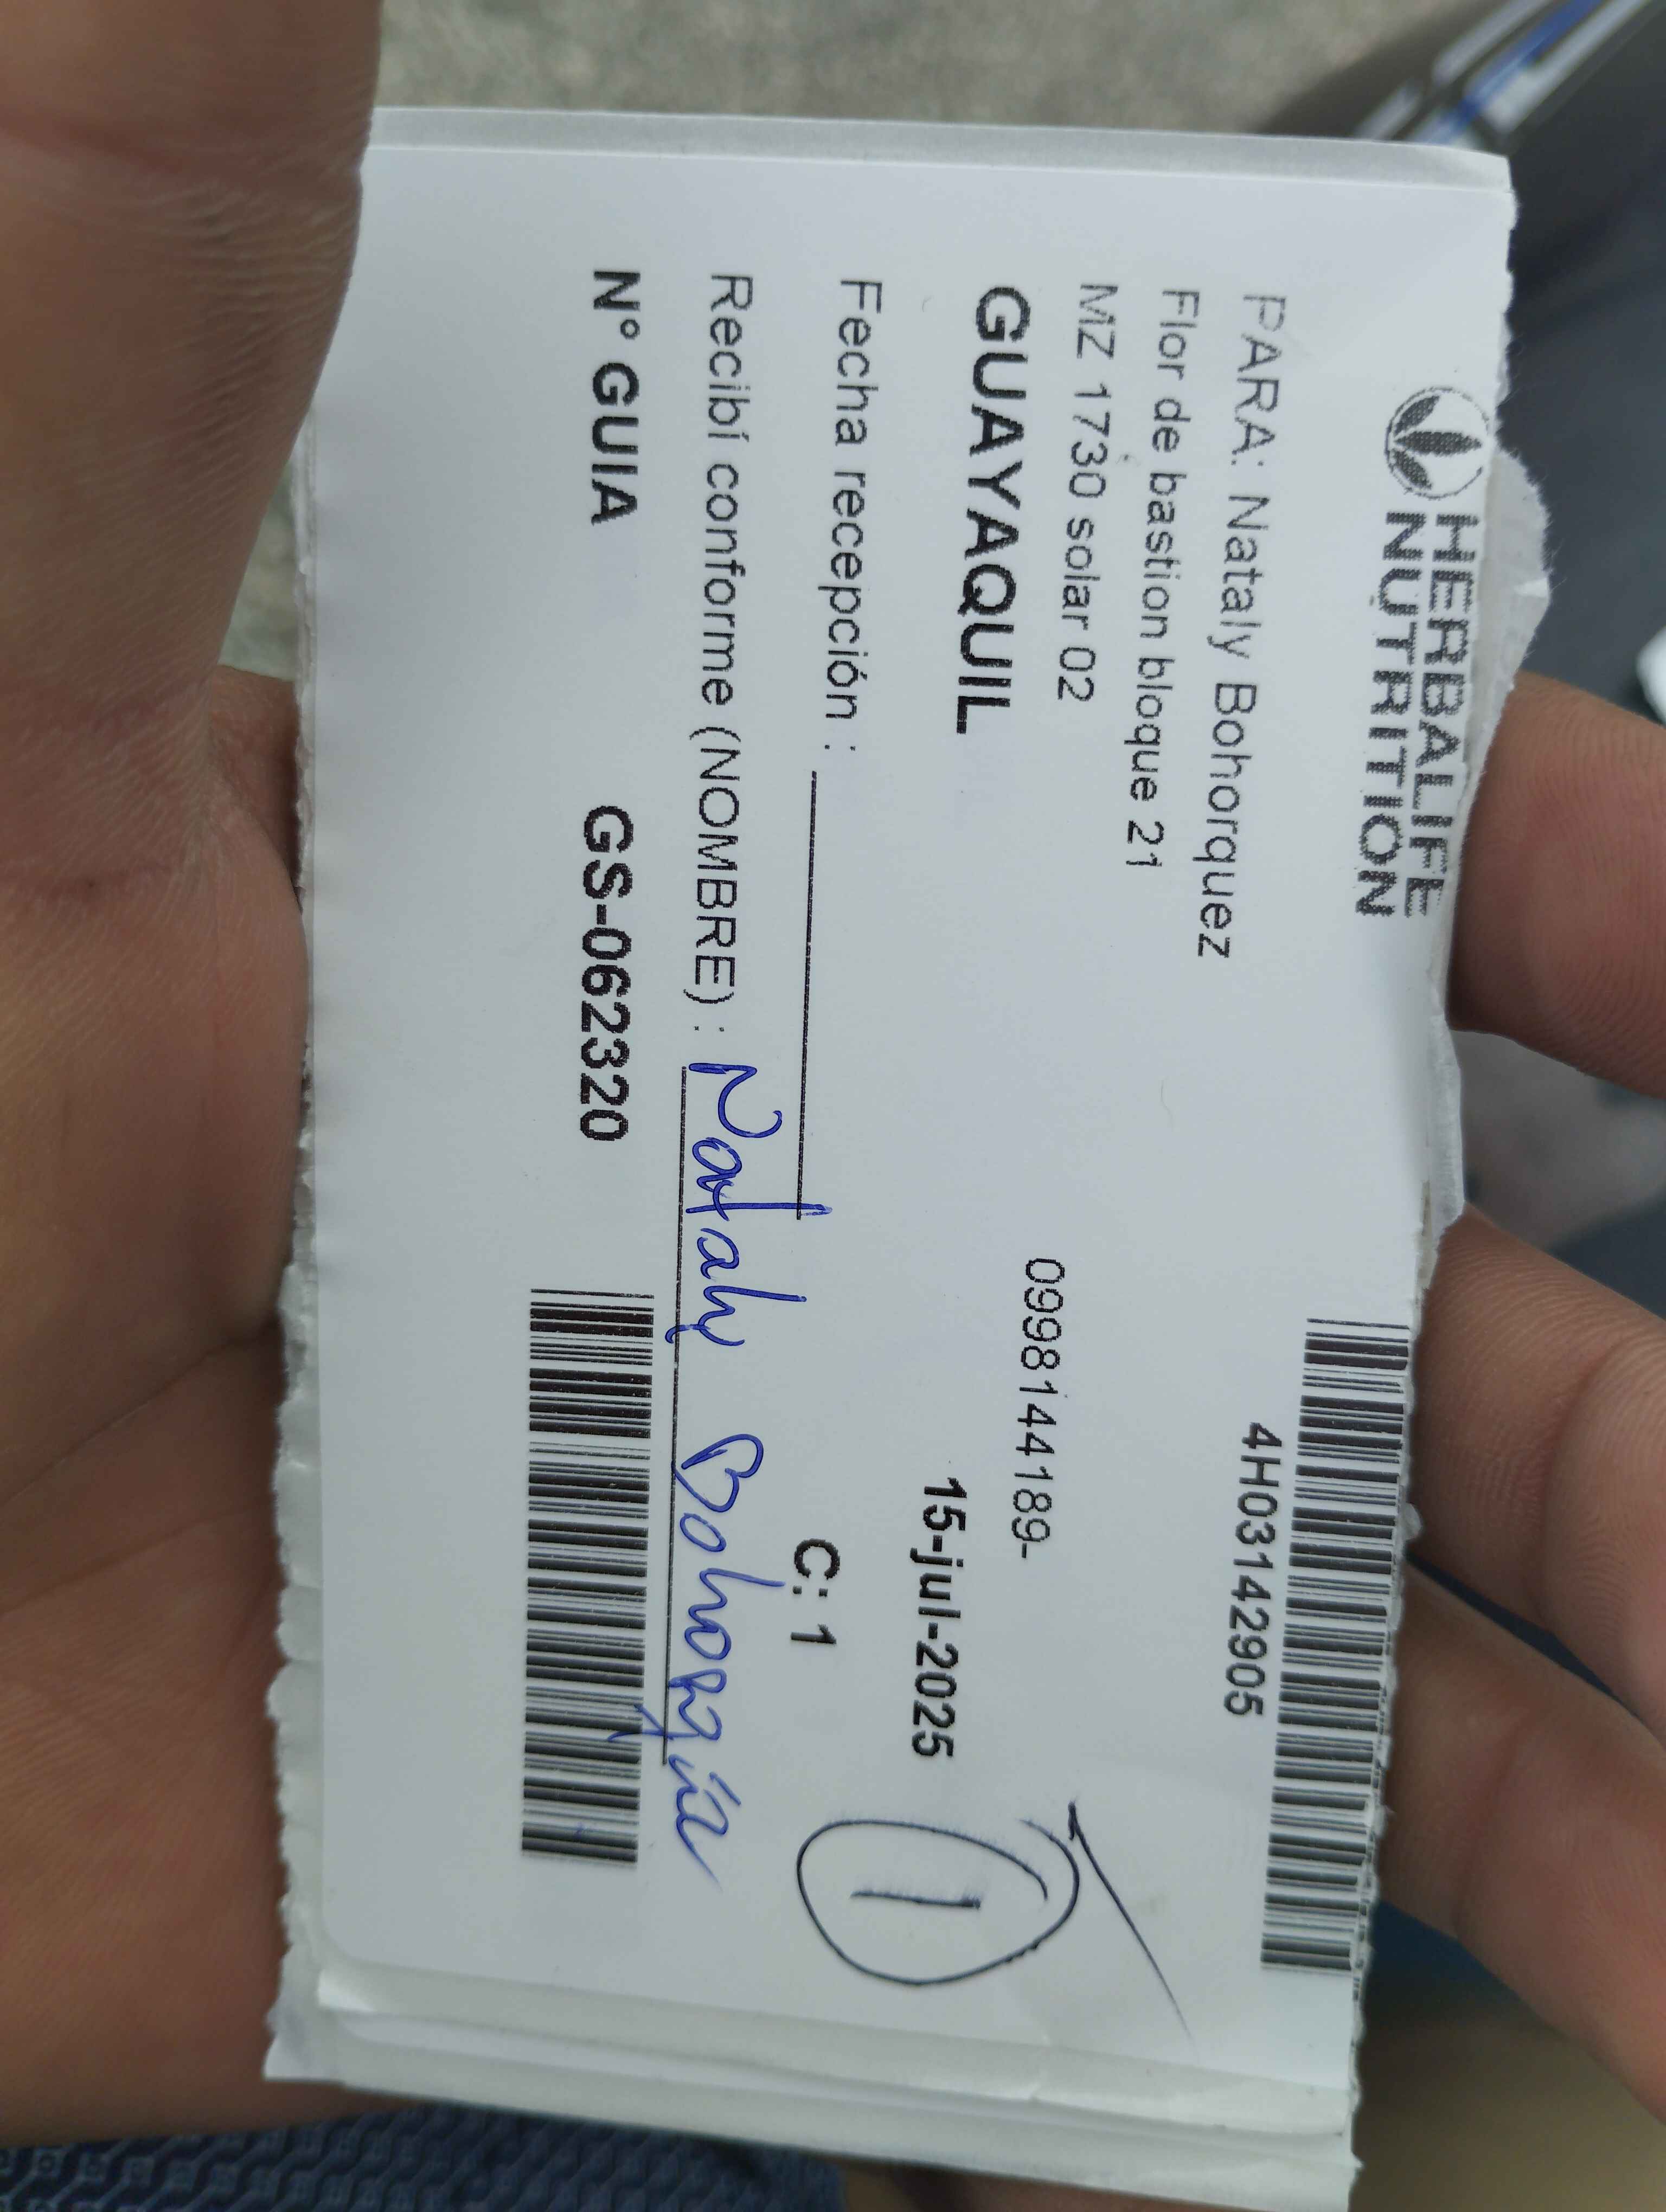 HERBALIFE
NUTRITION
4H03142905
PARA: Nataly Bohorquez
Flor de bastion bloque 21
MZ 1730 solar 02
0998144189-
GUAYAQUIL
15-jul-2025
1
Fecha recepción :
C: 1
Recibí conforme (NOMBRE) : Nataly
N° GUIA
GS-062320